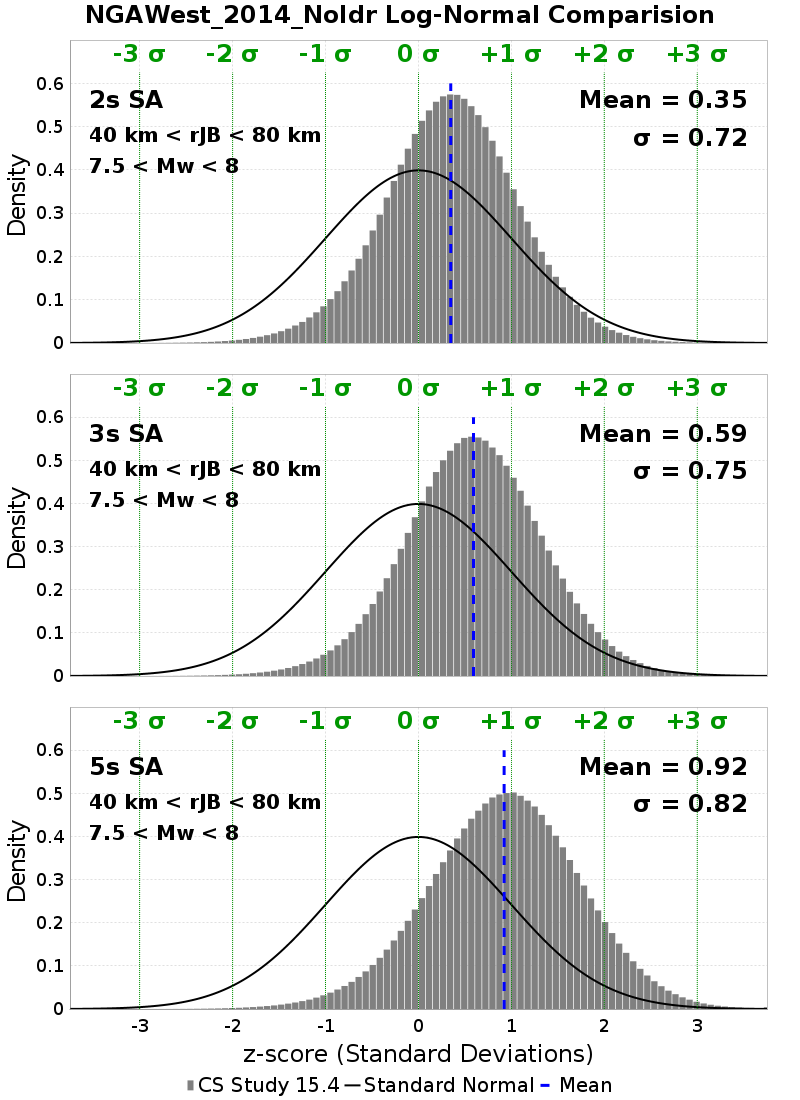 NGAWest_2014_NoIdr Log-Normal Comparision
-3 σ -2 σ -1 σ 0 σ +1 σ +2 σ +3 σ
0.6
2s SA Mean = 0.35
0.5
40 km < rJB < 80 km σ = 0.72
0.4
7.5 < Mw < 8
Density
0.3
0.2
0.1
0
-3 σ -2 σ -1 σ 0 σ +1 σ +2 σ +3 σ
0.6
3s SA Mean = 0.59
0.5
40 km < rJB < 80 km σ = 0.75
0.4
7.5 < Mw < 8
Density
0.3
0.2
0.1
0
-3 σ -2 σ -1 σ 0 σ +1 σ +2 σ +3 σ
0.6
5s SA Mean = 0.92
0.5
40 km < rJB < 80 km σ = 0.82
0.4
7.5 < Mw < 8
Density
0.3
0.2
0.1
0
-3 -2 -1 0 1 2 3
z-score (Standard Deviations)
CS Study 15.4 Standard Normal Mean